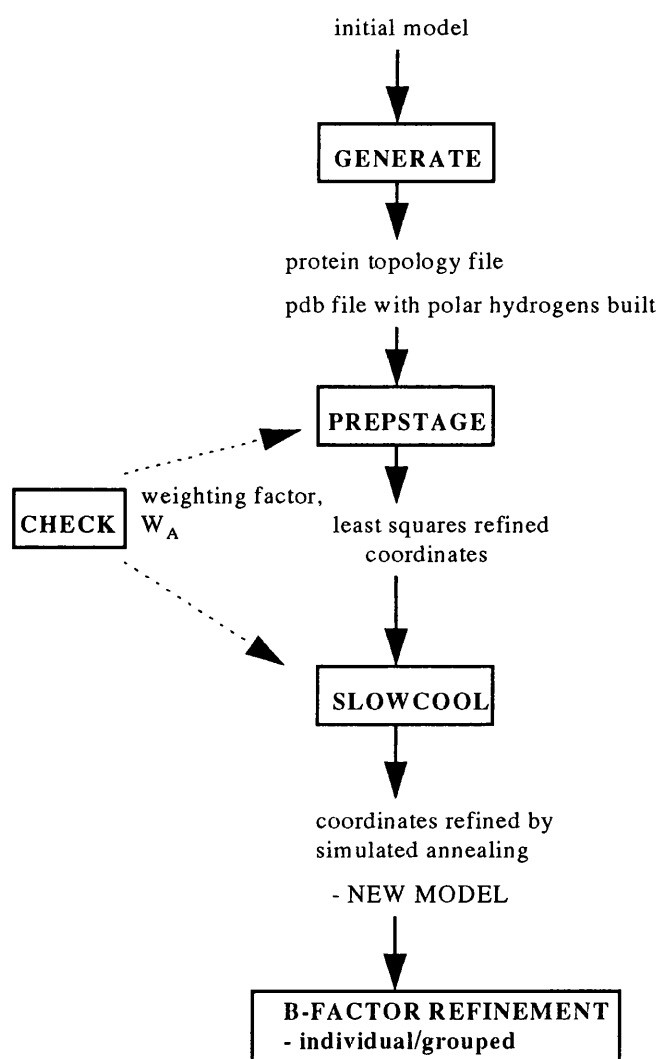 initial model
GENERATE
protein topology file
pdb file with polar hydrogens built
PREPSTAGE
CHECK
weighting factor,
W_A
least squares refined
coordinates
SLOWCOOL
coordinates refined by
simulated annealing
- NEW MODEL
B-FACTOR REFINEMENT
- individual/grouped